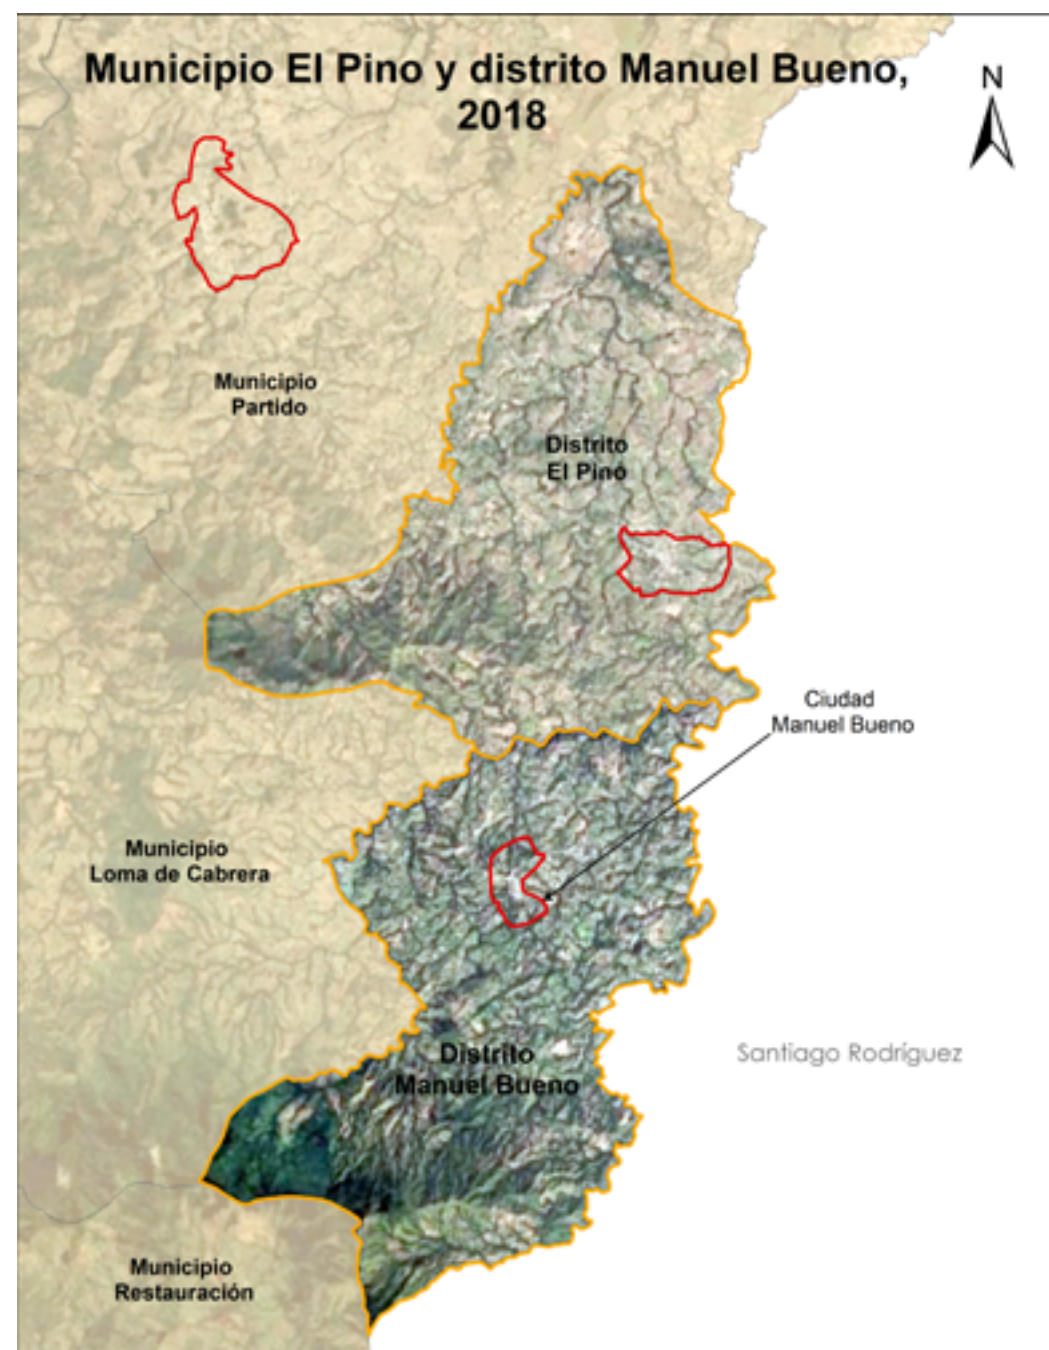 Municipio El Pino y distrito Manuel Bueno,
2018
N
Municipio
Partido
Distrito
El Pino
Ciudad
Manuel Bueno
Municipio
Loma de Cabrera
Distrito
Manuel Bueno
Santiago Rodríguez
Municipio
Restauración